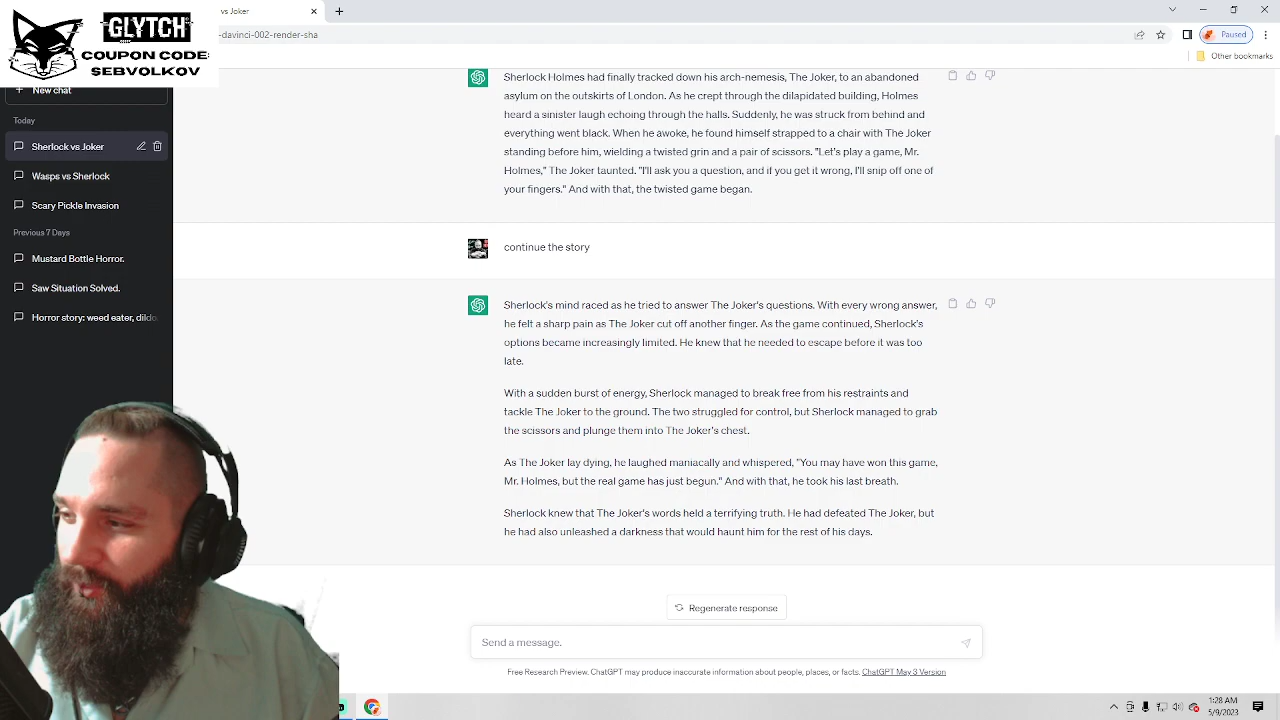 GLYTCH
COUPON CODE:
SEBVOLKOV
vs Joker
-davinci-002-render-sha
Paused
Other bookmarks
New chat
Today
Sherlock vs Joker
Wasps vs Sherlock
Scary Pickle Invasion
Previous 7 Days
Mustard Bottle Horror.
Saw Situation Solved.
Horror story: weed eater, dildo,
Sherlock Holmes had finally tracked down his arch-nemesis, The Joker, to an abandoned
asylum on the outskirts of London. As he crept through the dilapidated building, Holmes
heard a sinister laugh echoing through the halls. Suddenly, he was struck from behind and
everything went black. When he awoke, he found himself strapped to a chair with The Joker
standing before him, wielding a twisted grin and a pair of scissors. "Let's play a game, Mr.
Holmes," The Joker taunted. "I'll ask you a question, and if you get it wrong, I'll snip off one of
your fingers." And with that, the twisted game began.
continue the story
Sherlock's mind raced as he tried to answer The Joker's questions. With every wrong answer,
he felt a sharp pain as The Joker cut off another finger. As the game continued, Sherlock's
options became increasingly limited. He knew that he needed to escape before it was too
late.
With a sudden burst of energy, Sherlock managed to break free from his restraints and
tackle The Joker to the ground. The two struggled for control, but Sherlock managed to grab
the scissors and plunge them into The Joker's chest.
As The Joker lay dying, he laughed maniacally and whispered, "You may have won this game,
Mr. Holmes, but the real game has just begun." And with that, he took his last breath.
Sherlock knew that The Joker's words held a terrifying truth. He had defeated The Joker, but
he had also unleashed a darkness that would haunt him for the rest of his days.
Regenerate response
Send a message.
Free Research Preview. ChatGPT may produce inaccurate information about people, places, or facts. ChatGPT May 3 Version
1:28 AM
5/9/2023